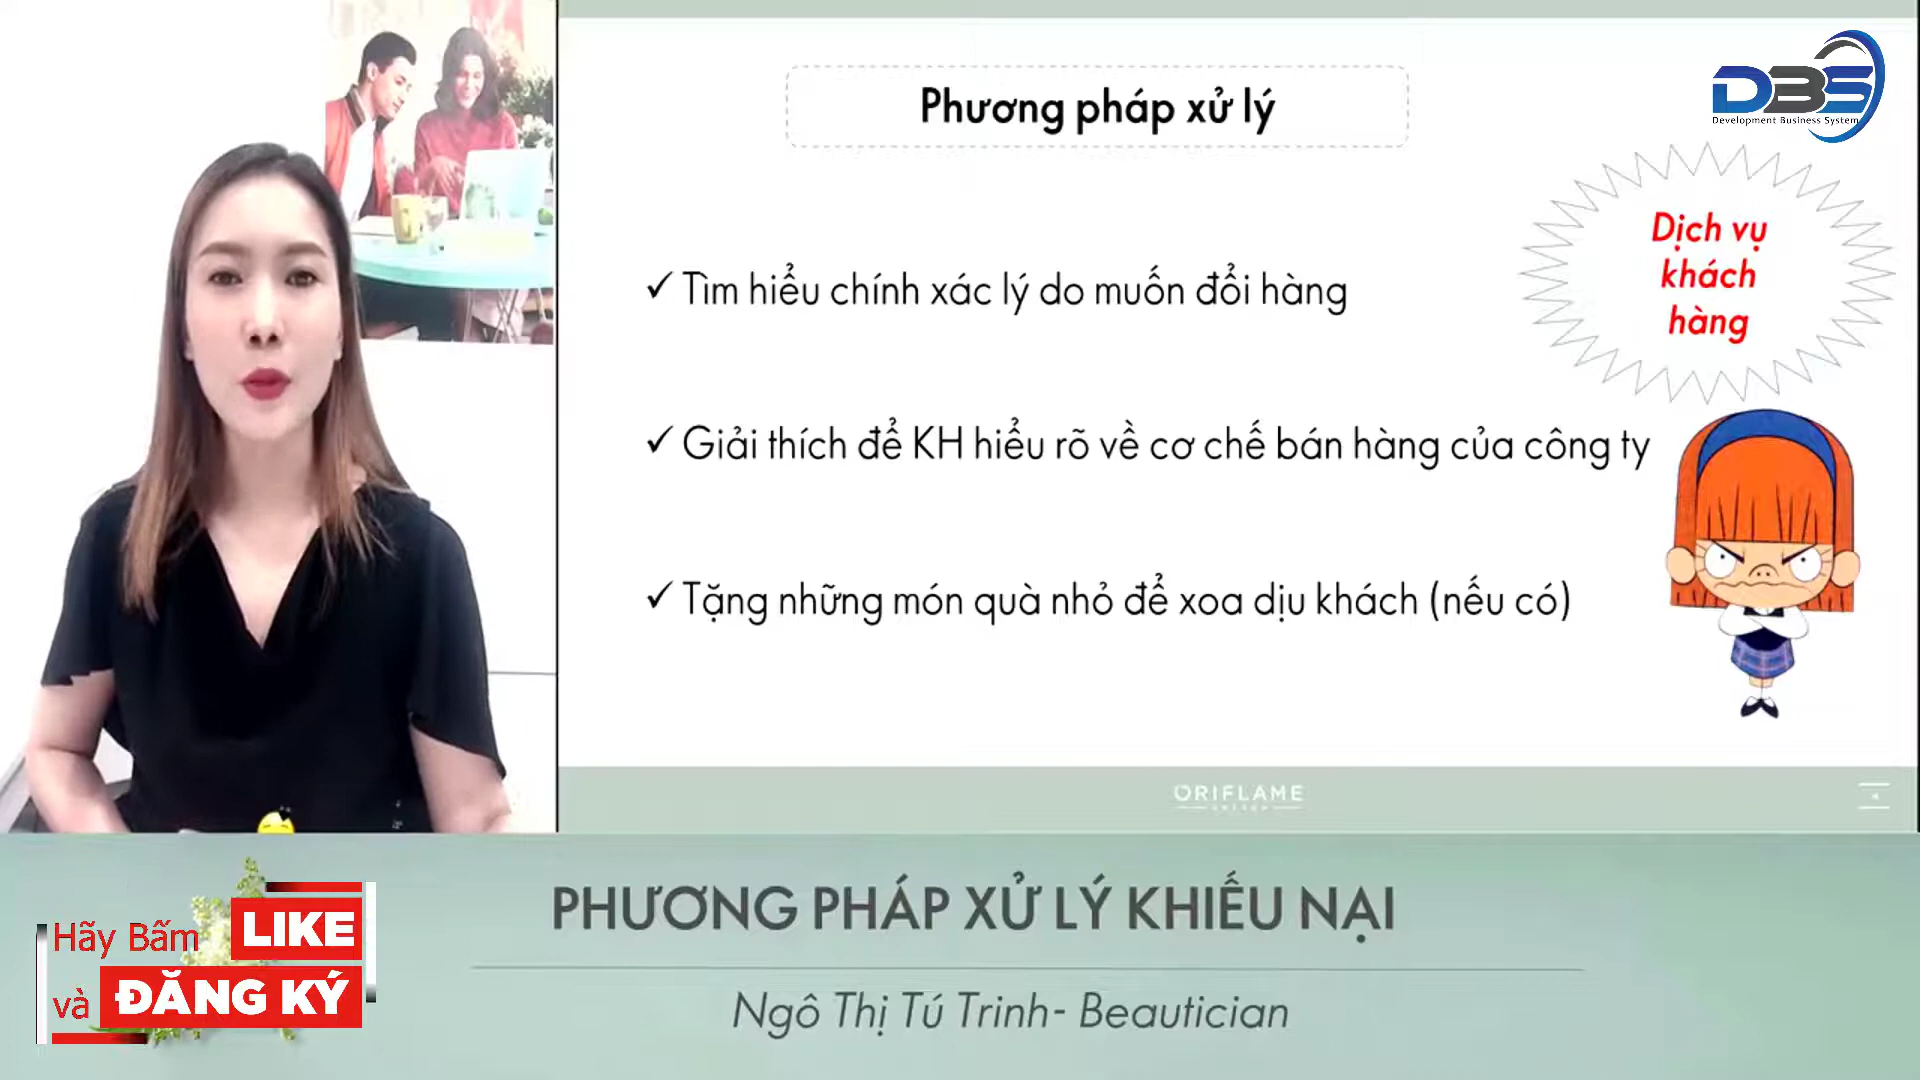 Phương pháp xử lý
DBS
Development Business System
Dịch vụ
khách
hàng
✓ Tìm hiểu chính xác lý do muốn đổi hàng
✓ Giải thích để KH hiểu rõ về cơ chế bán hàng của công ty
✓ Tặng những món quà nhỏ để xoa dịu khách (nếu có)
ORIFLAME
SWEDEN
PHƯƠNG PHÁP XỬ LÝ KHIẾU NẠI
Ngô Thị Tú Trinh- Beautician
Hãy Bấm LIKE
và ĐĂNG KÝ